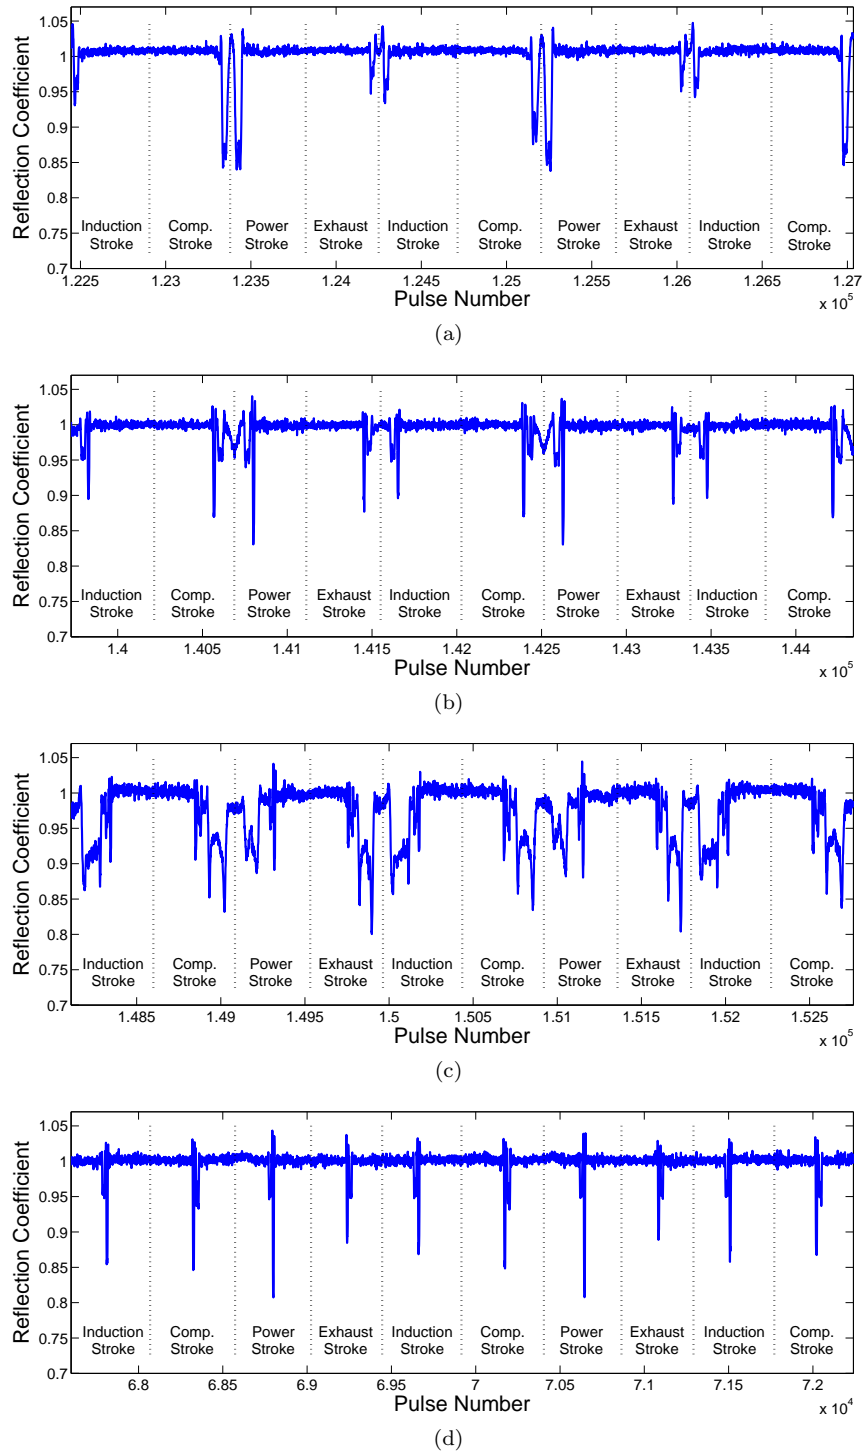 1.05
1
0.95
0.9
0.85
0.8
0.75
0.7
Reflection Coefficient
Induction Stroke Comp. Stroke Power Stroke Exhaust Stroke Induction Stroke Comp. Stroke Power Stroke Exhaust Stroke Induction Stroke Comp. Stroke
1.225 1.23 1.235 1.24 1.245 1.25 1.255 1.26 1.265 1.27
Pulse Number
x 10^5
(a)
1.05
1
0.95
0.9
0.85
0.8
0.75
0.7
Reflection Coefficient
Induction Stroke Comp. Stroke Power Stroke Exhaust Stroke Induction Stroke Comp. Stroke Power Stroke Exhaust Stroke Induction Stroke Comp. Stroke
1.4 1.405 1.41 1.415 1.42 1.425 1.43 1.435 1.44
Pulse Number
x 10^5
(b)
1.05
1
0.95
0.9
0.85
0.8
0.75
0.7
Reflection Coefficient
Induction Stroke Comp. Stroke Power Stroke Exhaust Stroke Induction Stroke Comp. Stroke Power Stroke Exhaust Stroke Induction Stroke Comp. Stroke
1.485 1.49 1.495 1.5 1.505 1.51 1.515 1.52 1.525
Pulse Number
x 10^5
(c)
1.05
1
0.95
0.9
0.85
0.8
0.75
0.7
Reflection Coefficient
Induction Stroke Comp. Stroke Power Stroke Exhaust Stroke Induction Stroke Comp. Stroke Power Stroke Exhaust Stroke Induction Stroke Comp. Stroke
6.8 6.85 6.9 6.95 7 7.05 7.1 7.15 7.2
Pulse Number
x 10^4
(d)